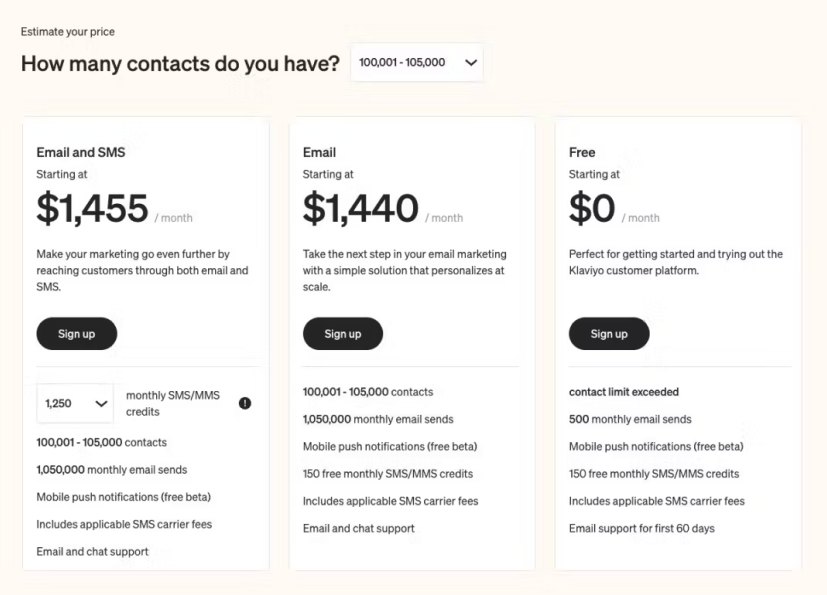 Estimate your price
How many contacts do you have?
100,001 - 105,000
Email and SMS
Starting at
$1,455 / month
Make your marketing go even further by
reaching customers through both email and
SMS.
Sign up
1,250
monthly SMS/MMS
credits
100,001 - 105,000 contacts
1,050,000 monthly email sends
Mobile push notifications (free beta)
Includes applicable SMS carrier fees
Email and chat support
Email
Starting at
$1,440 / month
Take the next step in your email marketing
with a simple solution that personalizes at
scale.
Sign up
100,001 - 105,000 contacts
1,050,000 monthly email sends
Mobile push notifications (free beta)
150 free monthly SMS/MMS credits
Includes applicable SMS carrier fees
Email and chat support
Free
Starting at
$0 / month
Perfect for getting started and trying out the
Klaviyo customer platform.
Sign up
contact limit exceeded
500 monthly email sends
Mobile push notifications (free beta)
150 free monthly SMS/MMS credits
Includes applicable SMS carrier fees
Email support for first 60 days